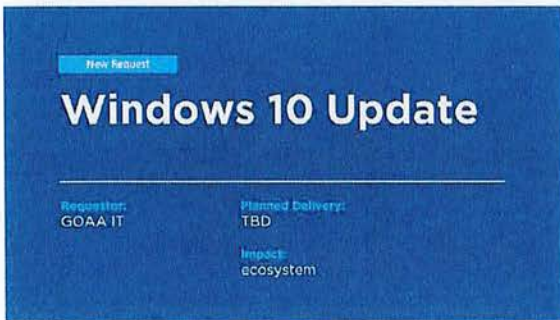 New Request
Windows 10 Update
Requestor:
GOAA IT
Planned Delivery:
TBD
Impact:
ecosystem